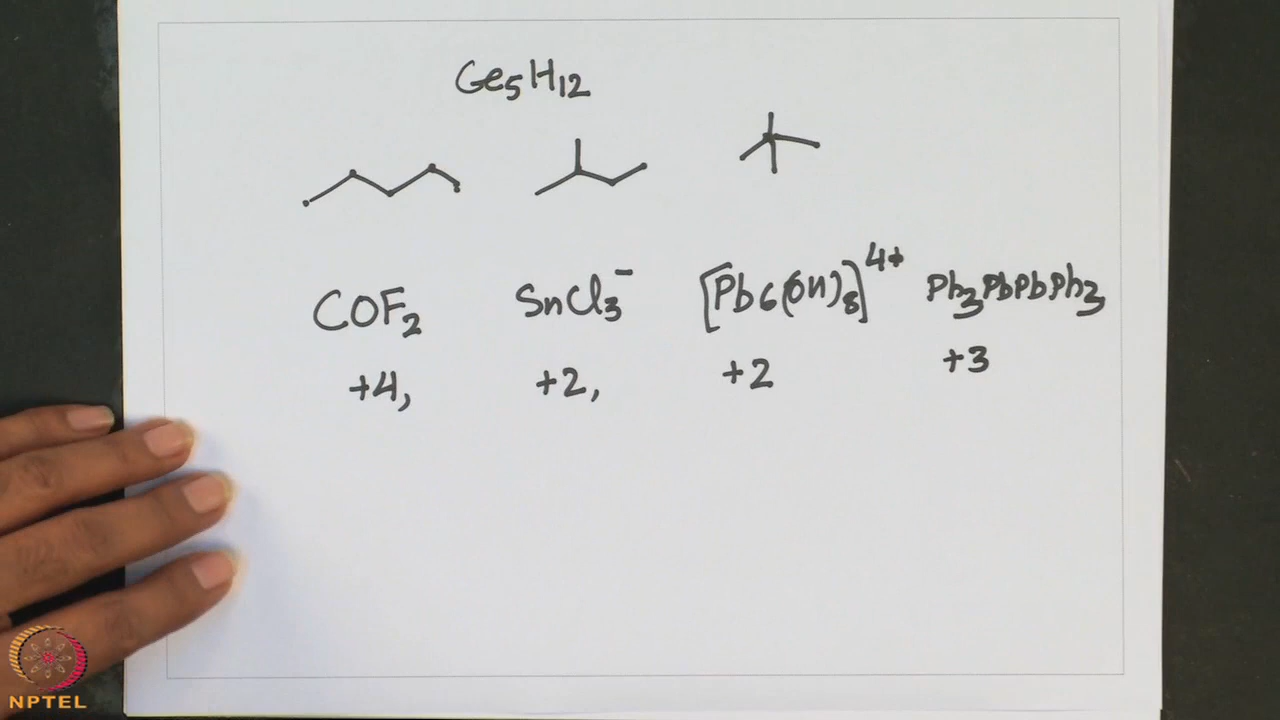 Ge₅H₁₂
COF₂ SnCl₃⁻ [Pb6(OH)₈]⁴⁺ Ph₃PbPbPh₃
+4, +2, +2 +3
NPTEL